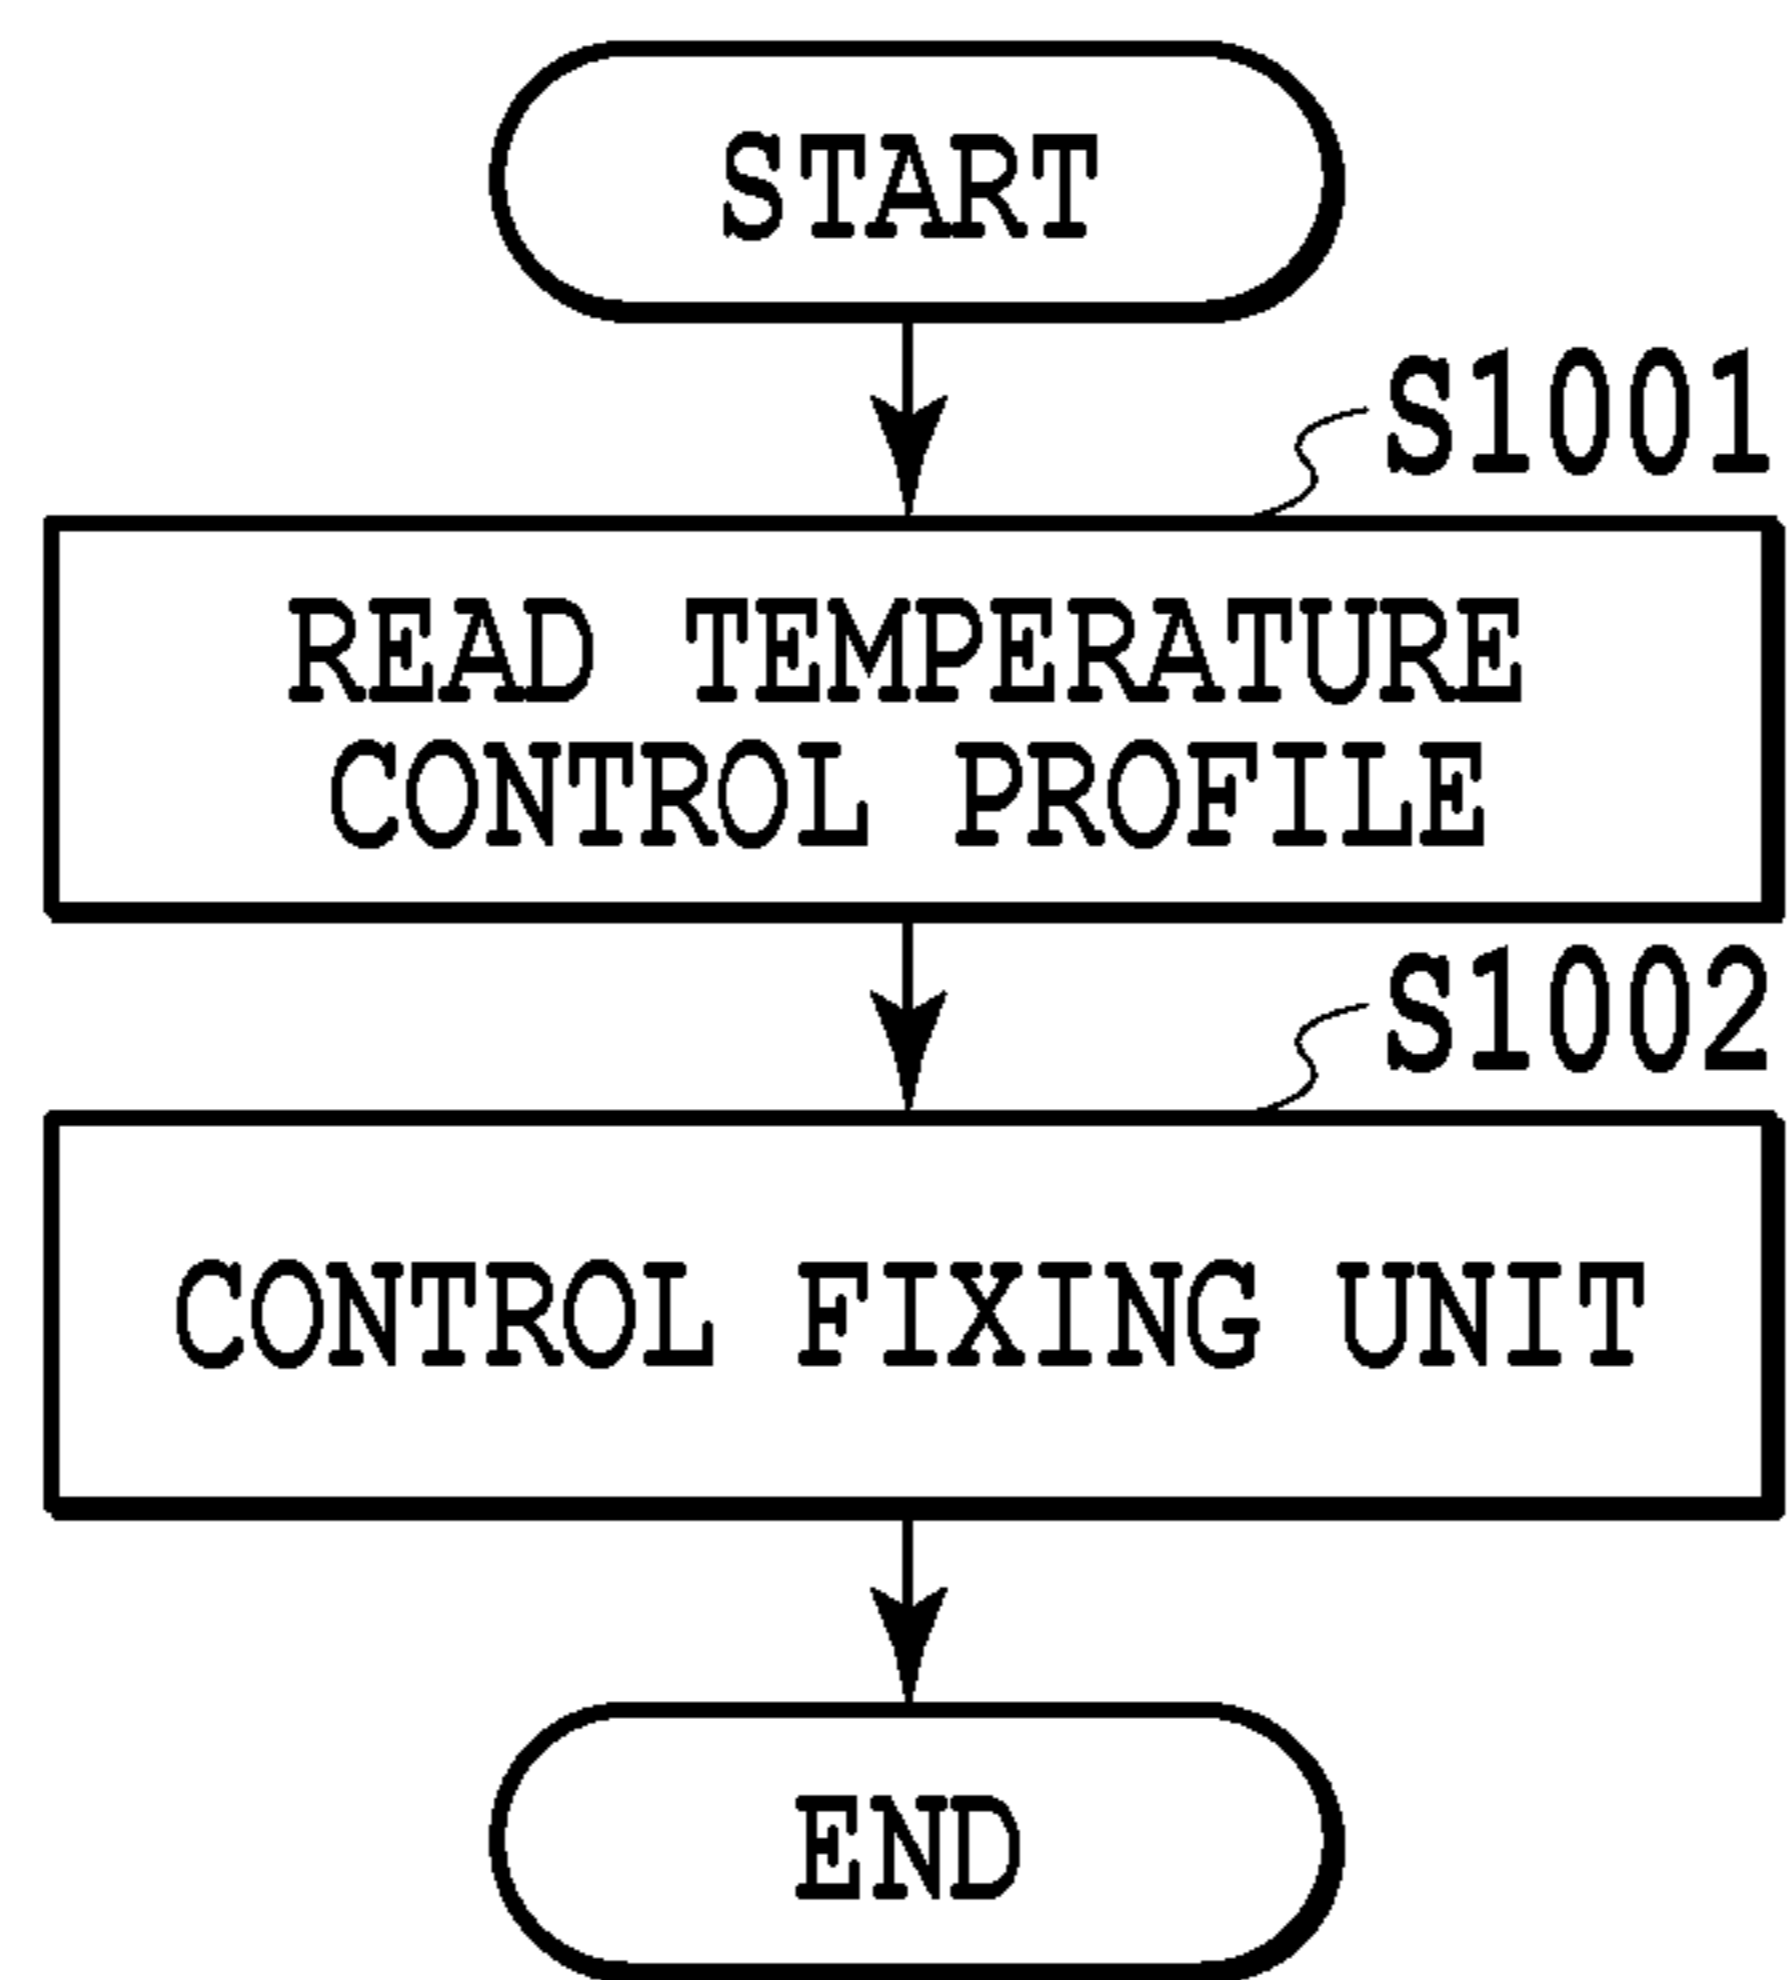 START
S1001
READ TEMPERATURE
CONTROL PROFILE
S1002
CONTROL FIXING UNIT
END